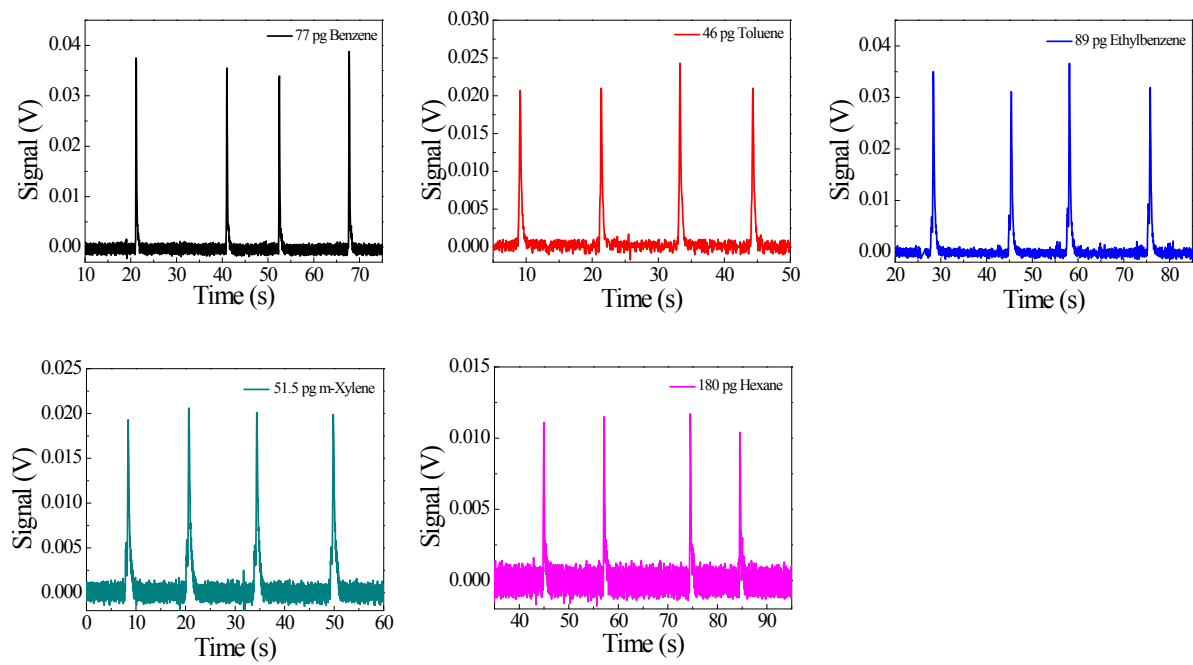 77 pg Benzene
0.04
0.03
0.02
0.01
0.00
Signal (V)
10 20 30 40 50 60 70
Time (s)
46 pg Toluene
0.030
0.025
0.020
0.015
0.010
0.005
0.000
Signal (V)
10 20 30 40 50
Time (s)
89 pg Ethylbenzene
0.04
0.03
0.02
0.01
0.00
Signal (V)
20 30 40 50 60 70 80
Time (s)
51.5 pg m-Xylene
0.025
0.020
0.015
0.010
0.005
0.000
Signal (V)
0 10 20 30 40 50 60
Time (s)
180 pg Hexane
0.015
0.010
0.005
0.000
Signal (V)
40 50 60 70 80 90
Time (s)